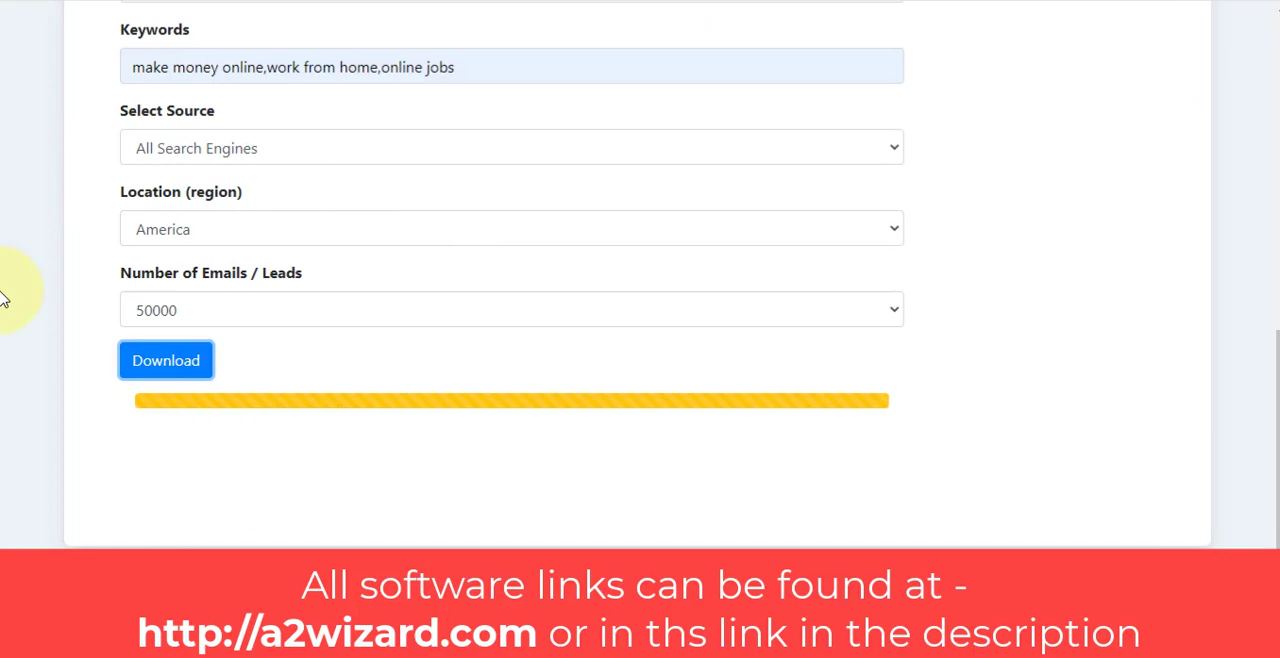 Keywords
make money online,work from home,online jobs
Select Source
All Search Engines
Location (region)
America
Number of Emails / Leads
50000
Download
All software links can be found at -
http://a2wizard.com or in ths link in the description